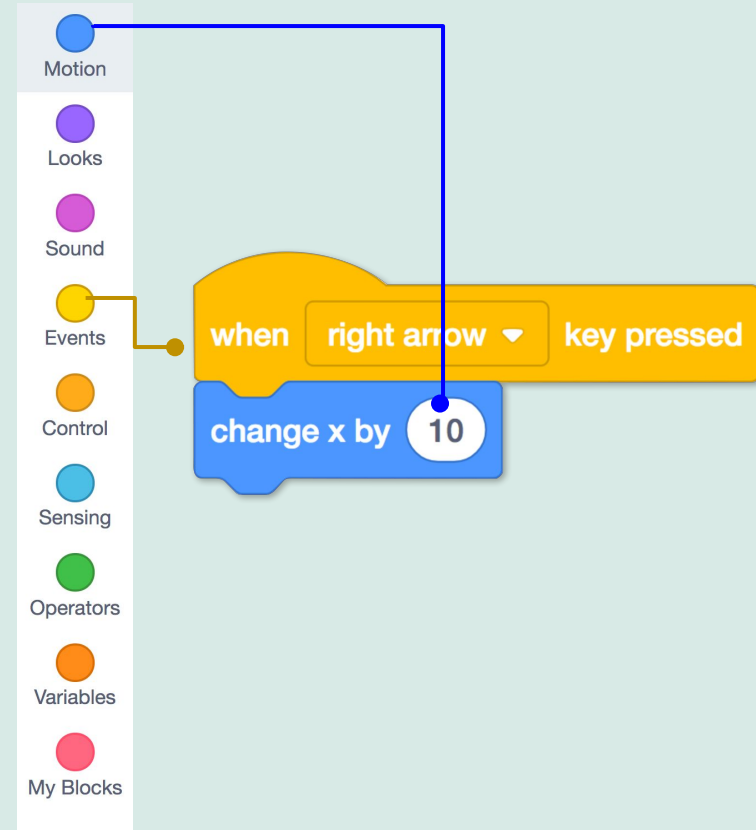 Motion
Looks
Sound
Events
Control
Sensing
Operators
Variables
My Blocks
when right arrow key pressed
change x by 10